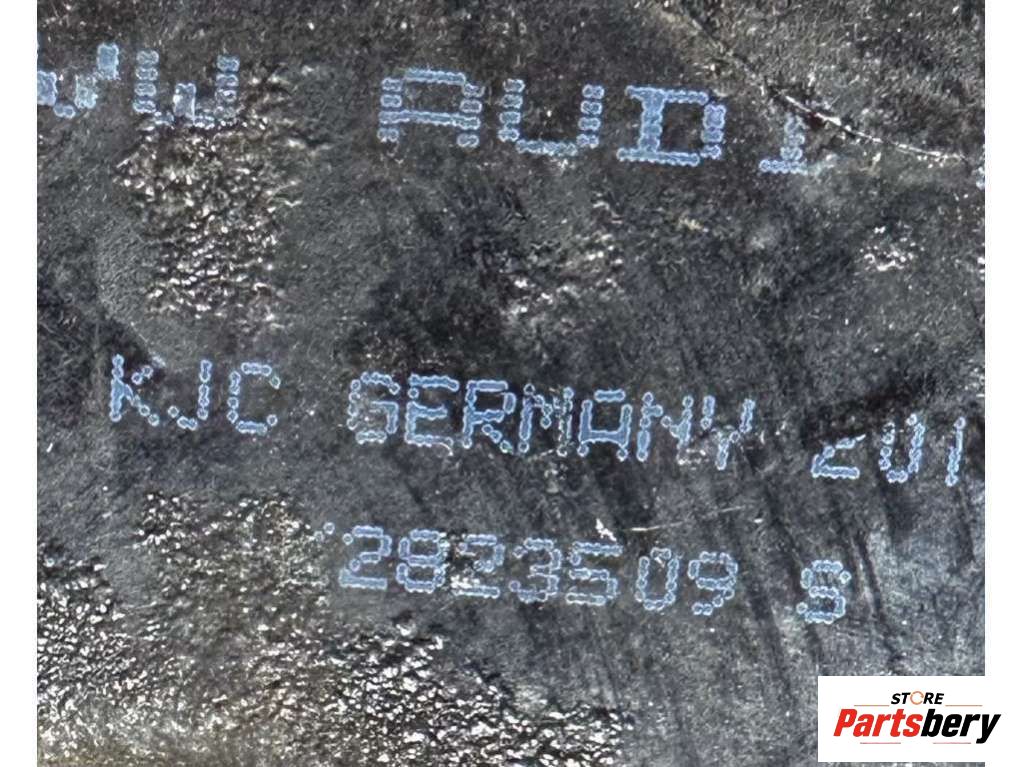 VW AUDI
KJC GERMANY 201
2823509 S
STORE
Partsbery